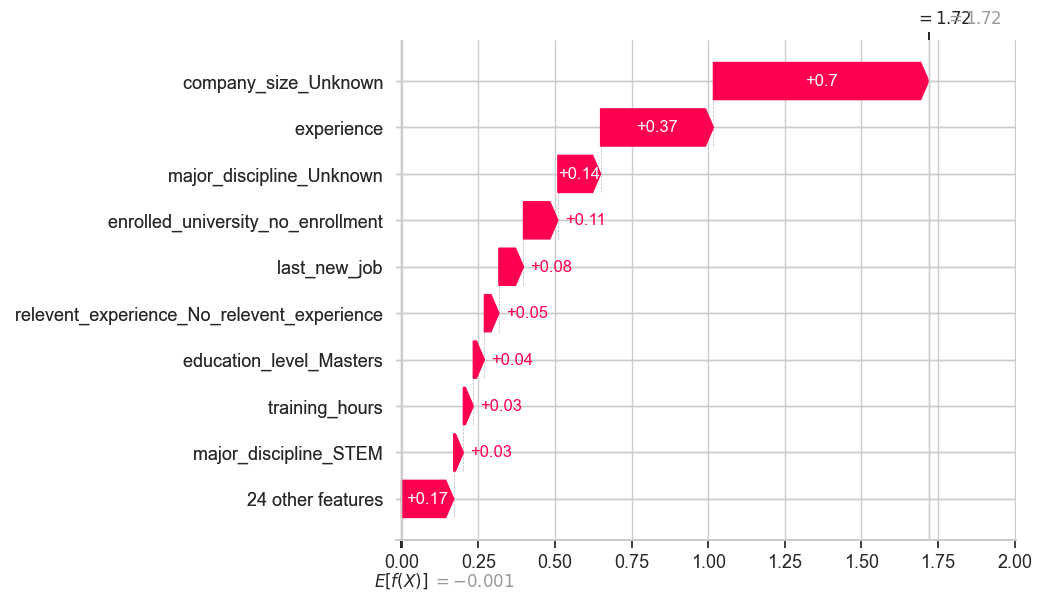 = 1.72 = 1.72
company_size_Unknown +0.7
experience +0.37
major_discipline_Unknown +0.14
enrolled_university_no_enrollment +0.11
last_new_job +0.08
relevent_experience_No_relevent_experience +0.05
education_level_Masters +0.04
training_hours +0.03
major_discipline_STEM +0.03
24 other features +0.17
0.00 0.25 0.50 0.75 1.00 1.25 1.50 1.75 2.00
E[f(X)] = −0.001